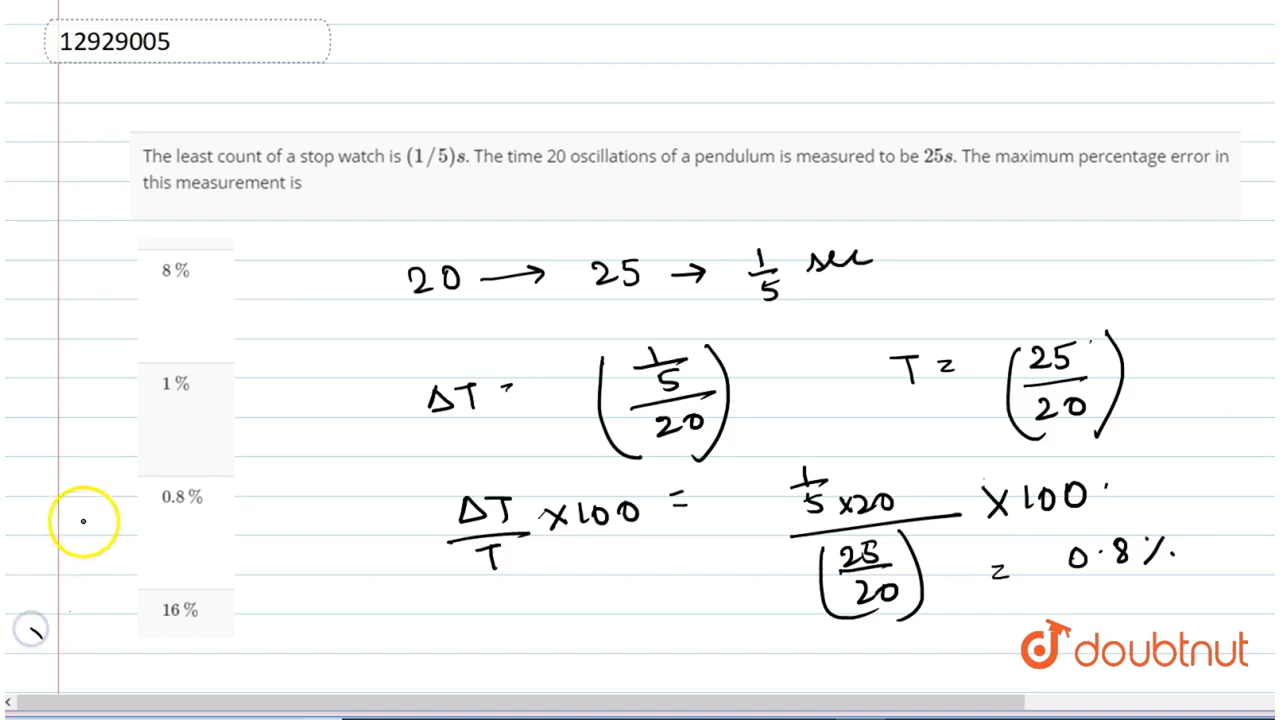 12929005
The least count of a stop watch is (1/5)s. The time 20 oscillations of a pendulum is measured to be 25s. The maximum percentage error in
this measurement is
8 %
1 %
0.8 %
16 %
20 → 25 → 1/5 sec
ΔT = ((1/5)/20) T = (25/20)
ΔT/T ×100 = (1/5 ×20)/(25/20) ×100
= 0.8%
doubtnut